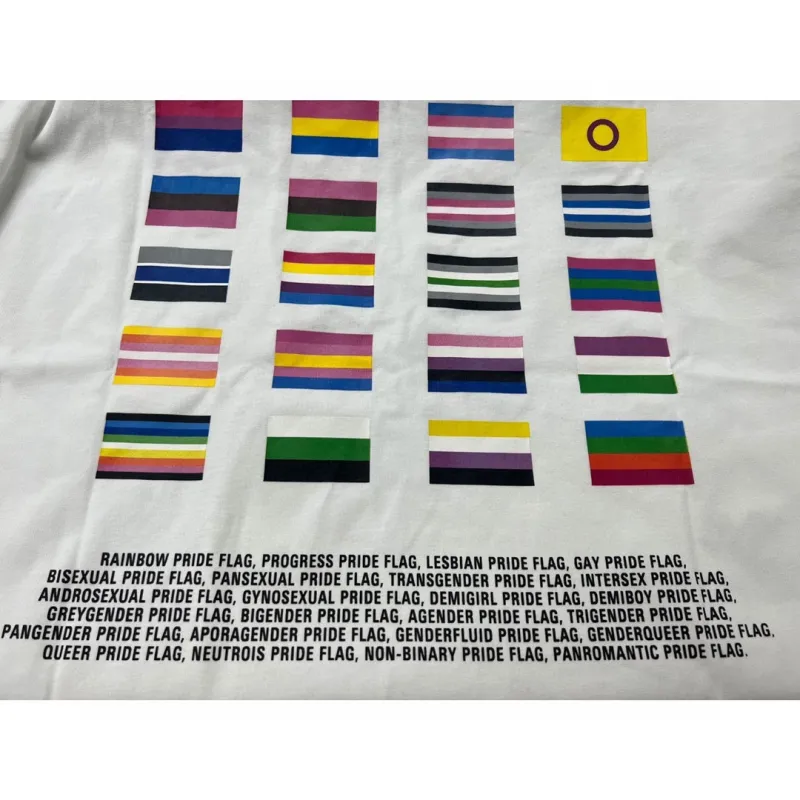 RAINBOW PRIDE FLAG, PROGRESS PRIDE FLAG, LESBIAN PRIDE FLAG, GAY PRIDE FLAG,
BISEXUAL PRIDE FLAG, PANSEXUAL PRIDE FLAG, TRANSGENDER PRIDE FLAG, INTERSEX PRIDE FLAG,
ANDROSEXUAL PRIDE FLAG, GYNOSEXUAL PRIDE FLAG, DEMIGIRL PRIDE FLAG, DEMIBOY PRIDE FLAG,
GREYGENDER PRIDE FLAG, BIGENDER PRIDE FLAG, AGENDER PRIDE FLAG, TRIGENDER PRIDE FLAG,
PANGENDER PRIDE FLAG, APORAGENDER PRIDE FLAG, GENDERFLUID PRIDE FLAG, GENDERQUEER PRIDE FLAG.
QUEER PRIDE FLAG, NEUTROIS PRIDE FLAG, NON-BINARY PRIDE FLAG, PANROMANTIC PRIDE FLAG.